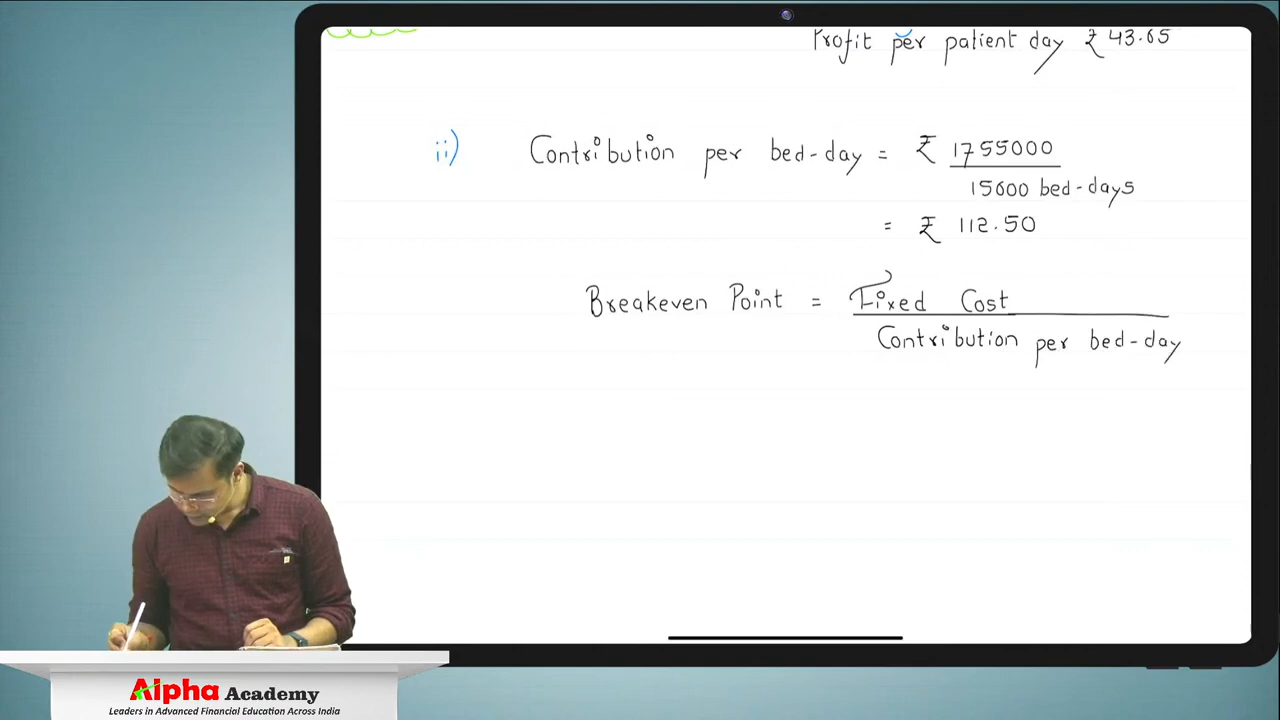 Profit per patient day ₹ 43.65
ii) Contribution per bed-day = ₹ 1755000
15600 bed-days
= ₹ 112.50
Breakeven Point = Fixed Cost
Contribution per bed-day
Alpha Academy
Leaders in Advanced Financial Education Across India